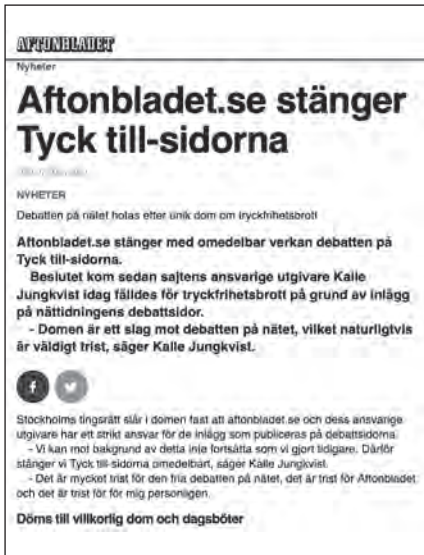 AFTONBLADET
Nyheter
Aftonbladet.se stänger
Tyck till-sidorna
NYHETER
Debatten på nätet hotas efter unik dom om tryckfrihetsbrott
Aftonbladet.se stänger med omedelbar verkan debatten på
Tyck till-sidorna.
Beslutet kom sedan sajtens ansvarige utgivare Kalle
Jungkvist idag fälldes för tryckfrihetsbrott på grund av inlägg
på nättidningens debattsidor.
- Domen är ett slag mot debatten på nätet, vilket naturligtvis
är väldigt trist, säger Kalle Jungkvist.
Stockholms tingsrätt slår i domen fast att aftonbladet.se och dess ansvarige
utgivare har ett strikt ansvar för de inlägg som publiceras på debattsidorna.
- Vi kan mot bakgrund av detta inte fortsätta som vi gjort tidigare. Därför
stänger vi Tyck till-sidorna omedelbart, säger Kalle Jungkvist.
- Det är mycket trist för den fria debatten på nätet, det är trist för Aftonbladet
och det är trist för för mig personligen.
Döms till villkorlig dom och dagsböter